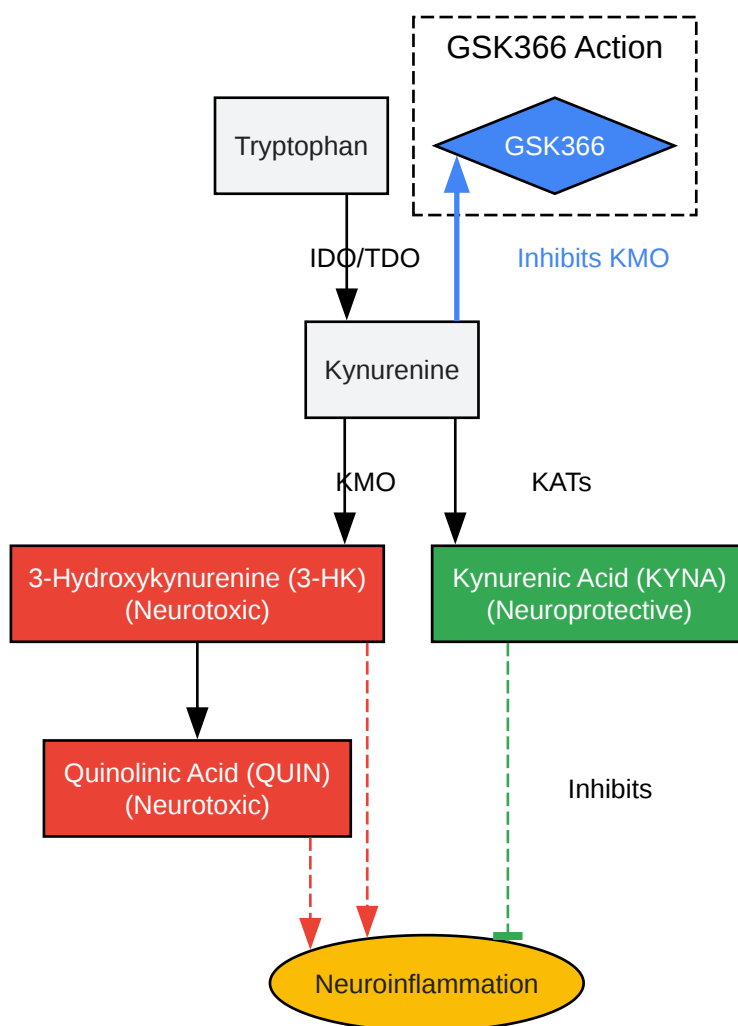 GSK366 Action
Tryptophan
GSK366
IDO/TDO
Inhibits KMO
Kynurenine
KMO
KATs
3-Hydroxykynurenine (3-HK)
(Neurotoxic)
Kynurenic Acid (KYNA)
(Neuroprotective)
Quinolinic Acid (QUIN)
(Neurotoxic)
Inhibits
Neuroinflammation